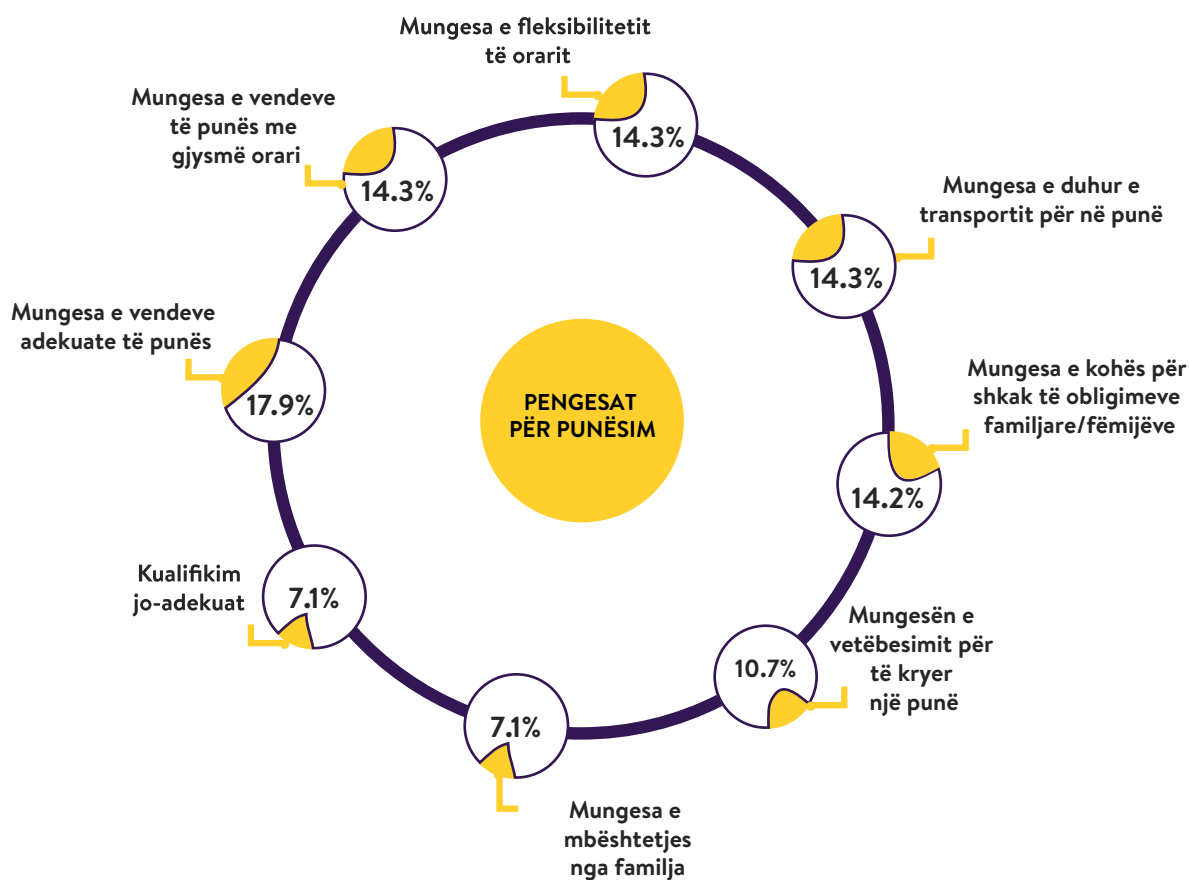 Mungesa e fleksibilitetit
të orarit
14.3%
Mungesa e duhur e
transportit për në punë
14.3%
Mungesa e kohës për
shkak të obligimeve
familjare/fëmijëve
14.2%
Mungesën e
vetëbesimit për
të kryer
një punë
10.7%
Mungesa e
mbështetjes
nga familja
7.1%
Kualifikim
jo-adekuat
7.1%
Mungesa e vendeve
adekuate të punës
17.9%
Mungesa e vendeve
të punës me
gjysmë orari
14.3%
PENGESAT
PËR PUNËSIM